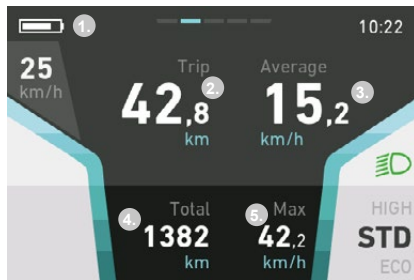 1.
10:22
25
km/h
Trip
2.
42,8
km
Average
3.
15,2
km/h
4.
Total
1382
km
5.
Max
42,2
km/h
HIGH
STD
ECO